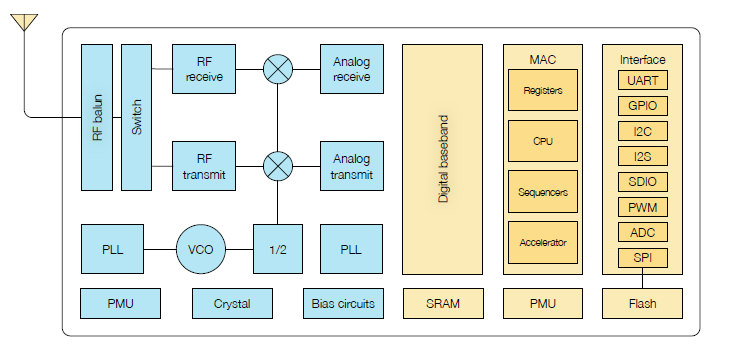 RF balun
Switch
RF
receive
Analog
receive
RF
transmit
Analog
transmit
PLL
VCO
1/2
PLL
PMU
Crystal
Bias circuits
Digital baseband
SRAM
MAC
Registers
CPU
Sequencers
Accelerator
PMU
Interface
UART
GPIO
I2C
I2S
SDIO
PWM
ADC
SPI
Flash